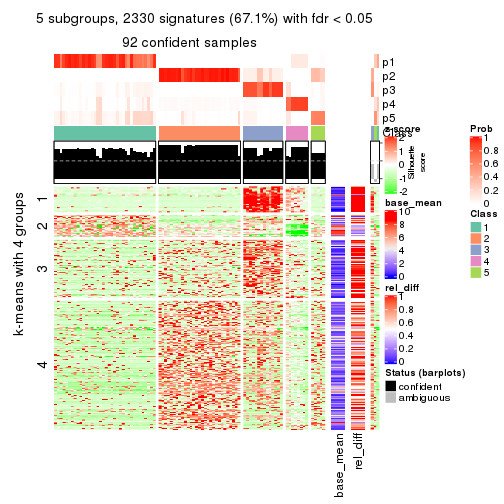 5 subgroups, 2330 signatures (67.1%) with fdr < 0.05
92 confident samples
p1
p2
p3
p4
p5
Class
Silhouette
score
k-means with 4 groups
1
2
3
4
base_mean
rel_diff
z-score
2
1
0
-1
-2
base_mean
10
8
6
4
2
0
rel_diff
1
0.8
0.6
0.4
0.2
0
Status (barplots)
confident
ambiguous
Prob
1
0.8
0.6
0.4
0.2
0
Class
1
2
3
4
5